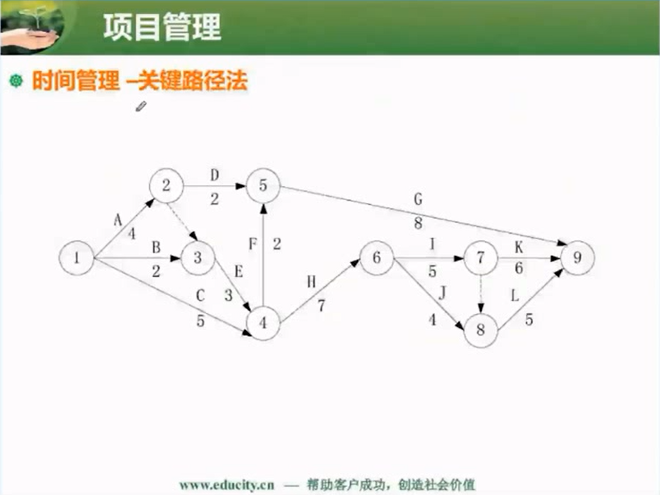 项目管理
时间管理 –关键路径法
2 D 2 5
G 8
A 4
1 B 2 3
F 2
6 I 5 7 K 6 9
E 3
H 7
C 5
4
J 4
L 5
8
www.educity.cn — 帮助客户成功，创造社会价值